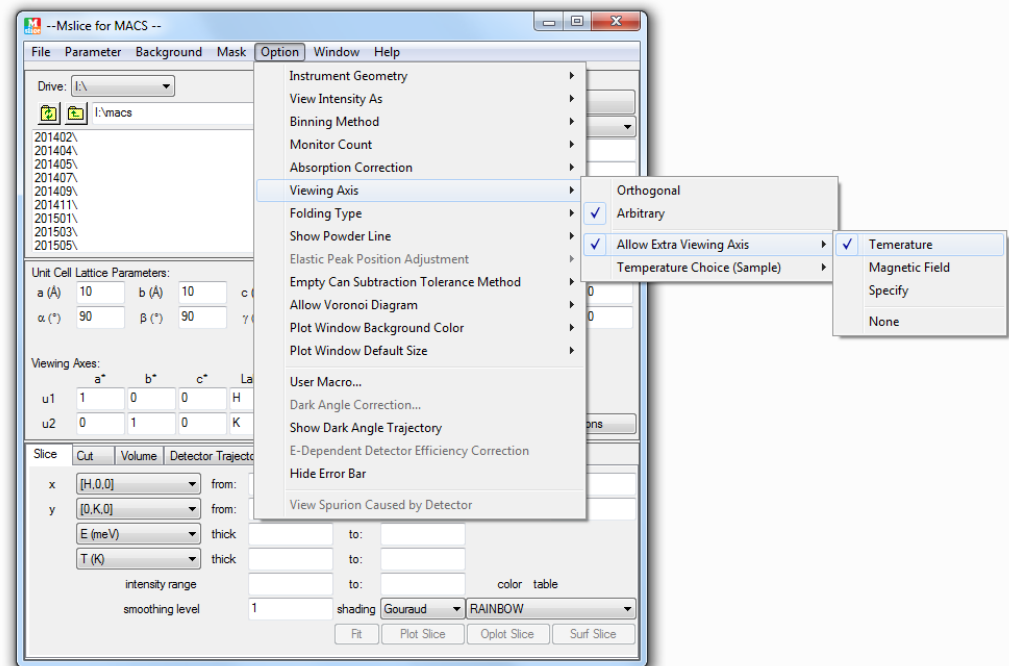 --Mslice for MACS --
File Parameter Background Mask Option Window Help
Drive: I:\
I:\macs
201402\
201404\
201405\
201407\
201409\
201411\
201501\
201503\
201505\
Instrument Geometry
View Intensity As
Binning Method
Monitor Count
Absorption Correction
Viewing Axis
Folding Type
Show Powder Line
Elastic Peak Position Adjustment
Empty Can Subtraction Tolerance Method
Allow Voronoi Diagram
Plot Window Background Color
Plot Window Default Size
User Macro...
Dark Angle Correction...
Show Dark Angle Trajectory
E-Dependent Detector Efficiency Correction
Hide Error Bar
View Spurion Caused by Detector
Orthogonal
Arbitrary
Allow Extra Viewing Axis
Temperature Choice (Sample)
Temerature
Magnetic Field
Specify
None
Unit Cell Lattice Parameters:
a (Å) 10 b (Å) 10 c ( 0
α (°) 90 β (°) 90 γ ( 0
Viewing Axes:
a* b* c* La
u1 1 0 0 H
u2 0 1 0 K ons
Slice Cut Volume Detector Trajecto
x [H,0,0] from:
y [0,K,0] from:
E (meV) thick to:
T (K) thick to:
intensity range to: color table
smoothing level 1 shading Gouraud RAINBOW
Fit Plot Slice Oplot Slice Surf Slice